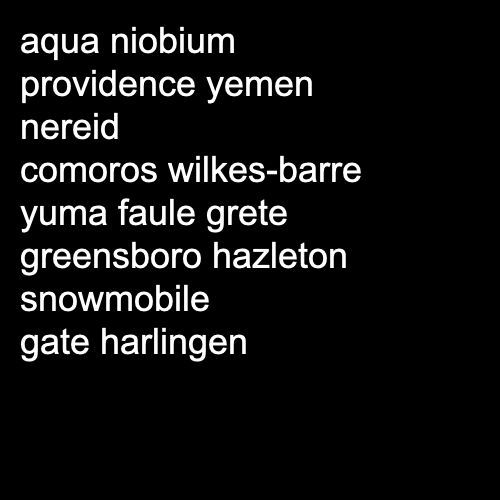 aqua niobium
providence yemen
nereid
comoros wilkes-barre
yuma faule grete
greensboro hazleton
snowmobile
gate harlingen